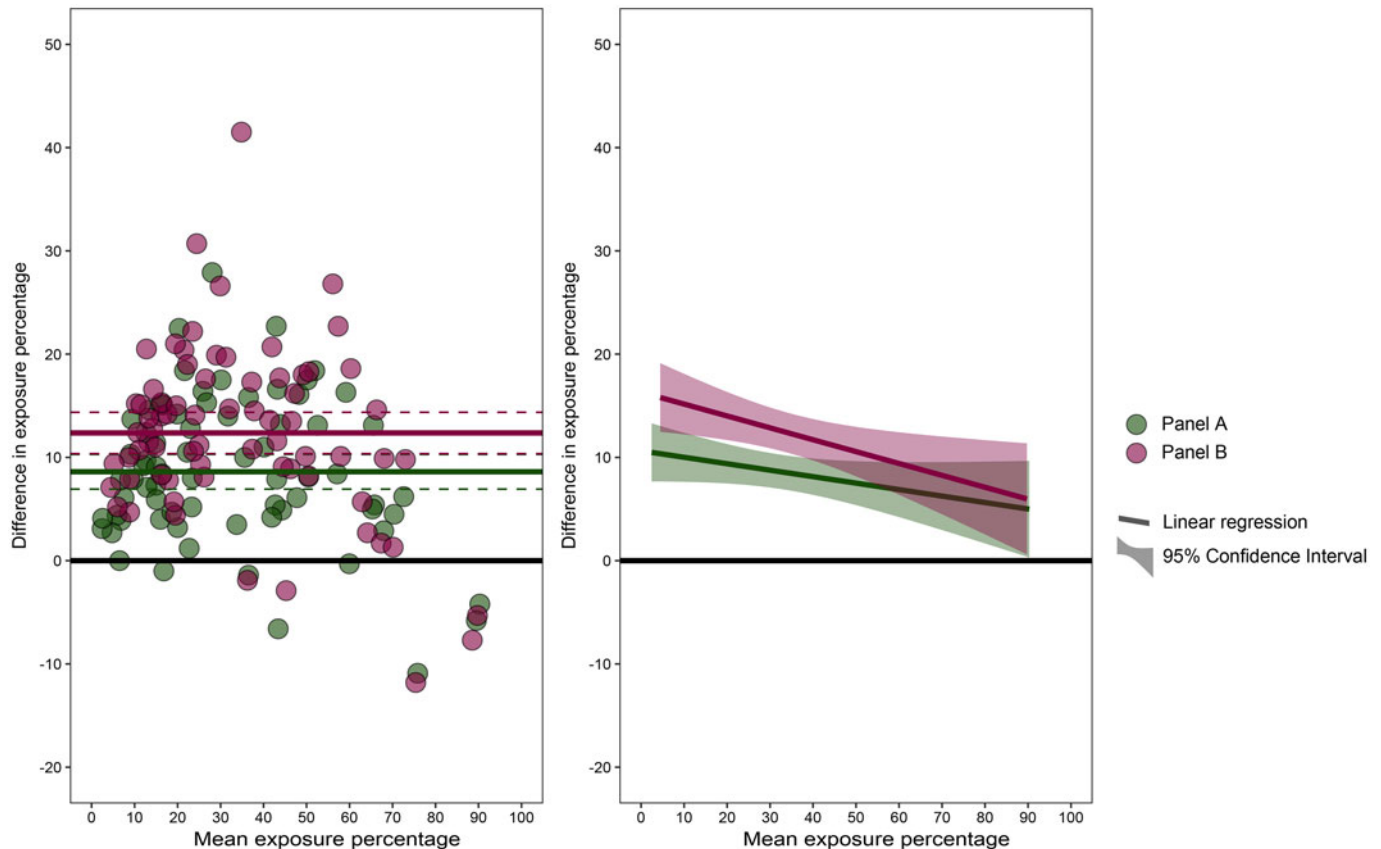 50
40
30
20
10
0
-10
-20
Difference in exposure percentage
0 10 20 30 40 50 60 70 80 90 100
Mean exposure percentage
50
40
30
20
10
0
-10
-20
Difference in exposure percentage
10 20 30 40 50 60 70 80 90 100
Mean exposure percentage
Panel A
Panel B
Linear regression
95% Confidence Interval